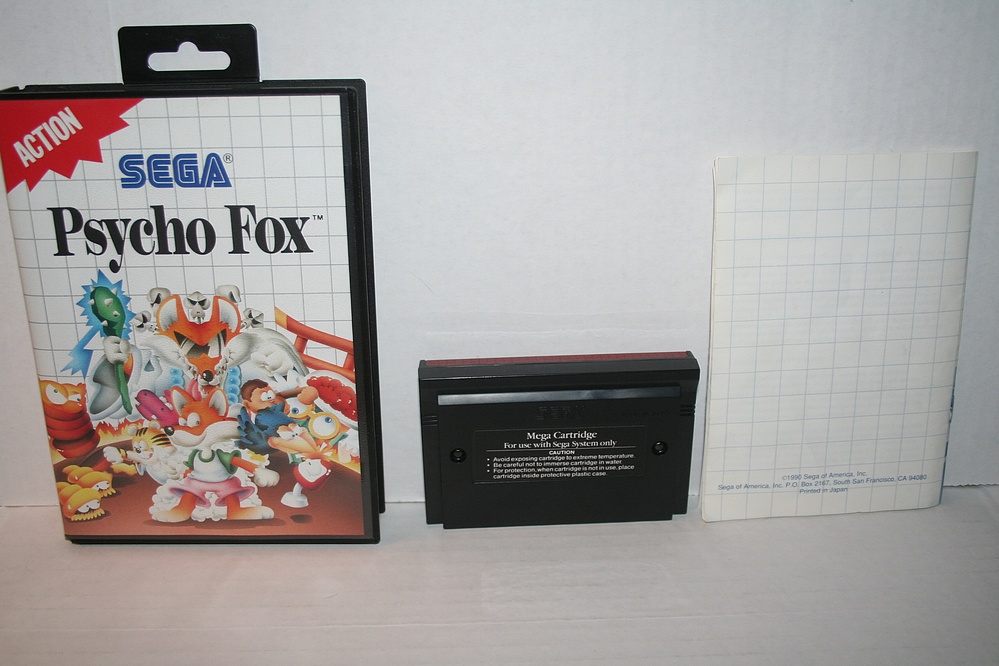 ACTION
SEGA®
Psycho Fox™
SEGA
Mega Cartridge
For use with Sega System only
CAUTION
• Avoid exposing cartridge to extreme temperature.
• Be careful not to immerse cartridge in water.
• For protection, when cartridge is not in use, place
cartridge inside protective plastic case.
©1990 Sega of America, Inc.
Sega of America, Inc. P.O. Box 2167, South San Francisco, CA 94080
Printed in Japan